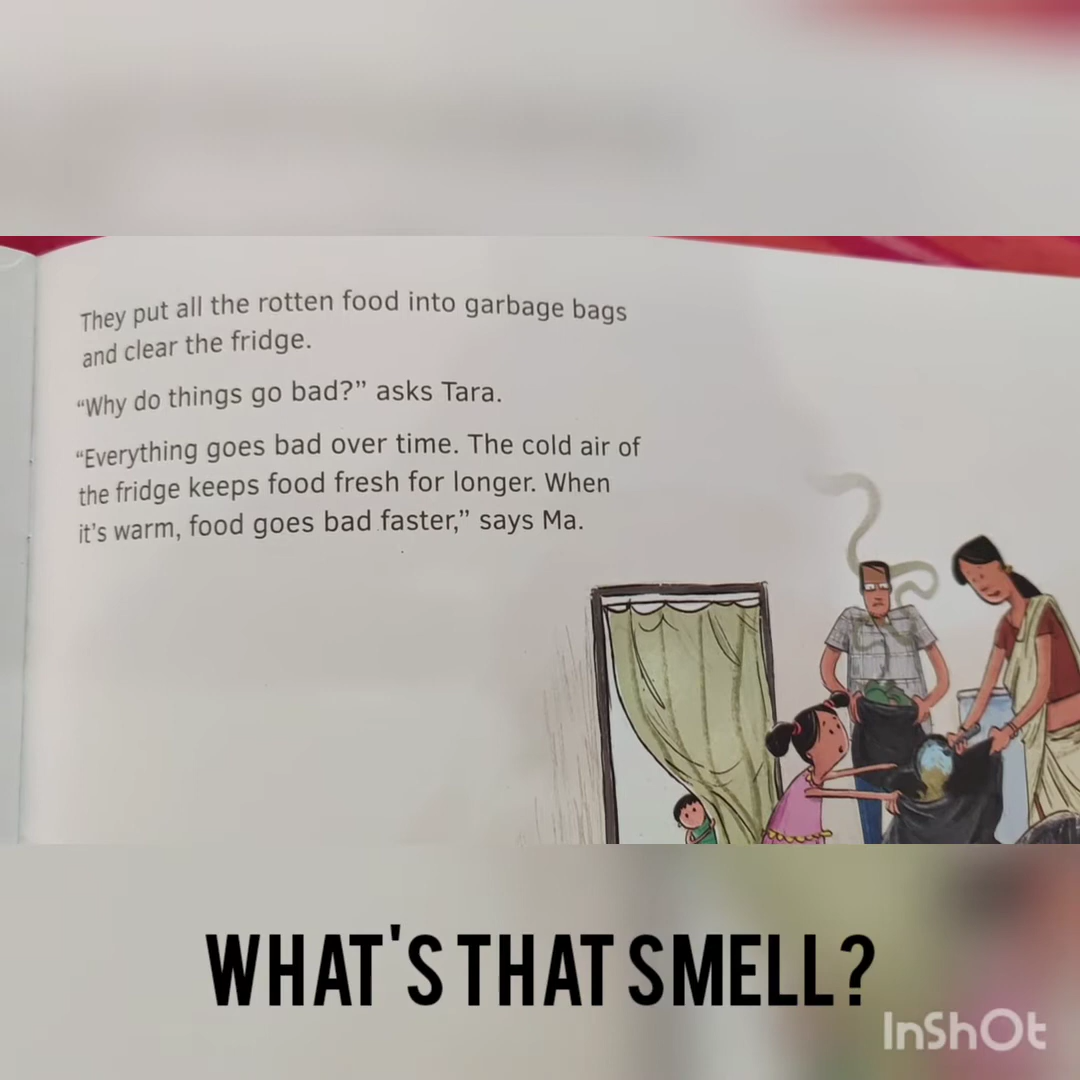 They put all the rotten food into garbage bags
and clear the fridge.
“Why do things go bad?” asks Tara.
“Everything goes bad over time. The cold air of
the fridge keeps food fresh for longer. When
it's warm, food goes bad faster,” says Ma.
WHAT'S THAT SMELL?
InShOt